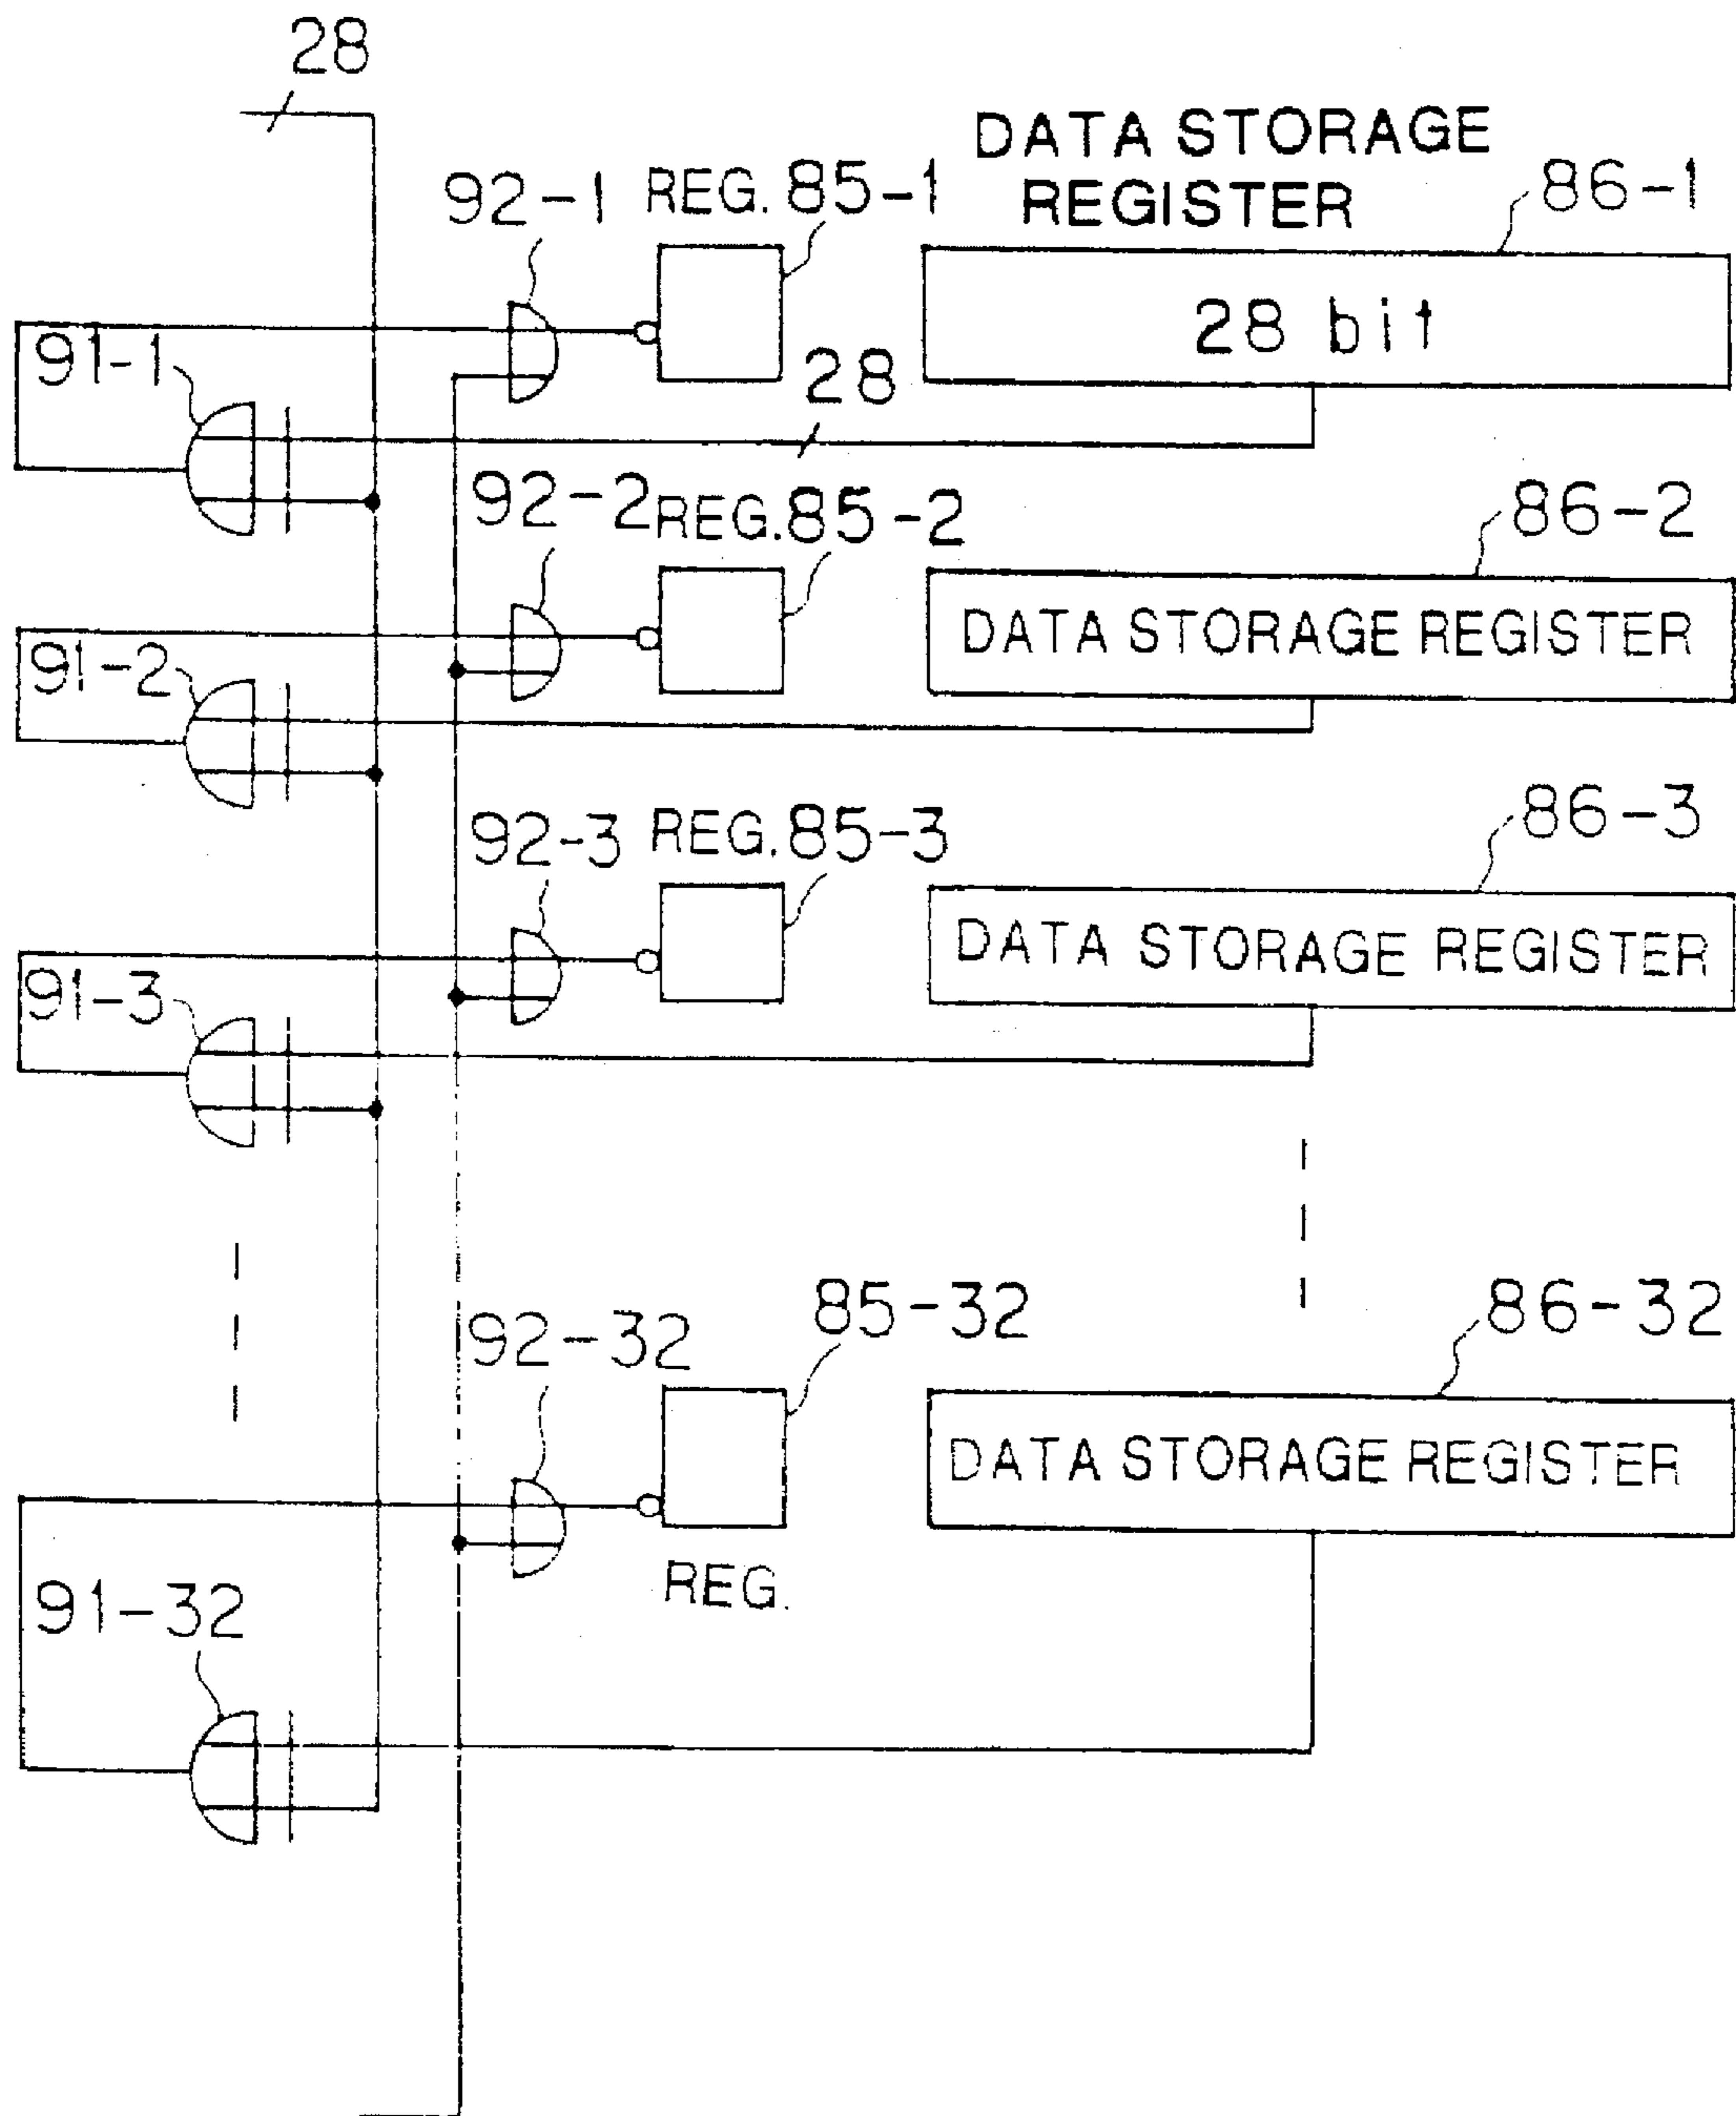 28
DATA STORAGE
REGISTER
92-1
REG. 85-1
86-1
28 bit
91-1
28
92-2
REG. 85-2
86-2
DATA STORAGE REGISTER
91-2
92-3
REG. 85-3
86-3
DATA STORAGE REGISTER
91-3
92-32
85-32
86-32
DATA STORAGE REGISTER
REG.
91-32